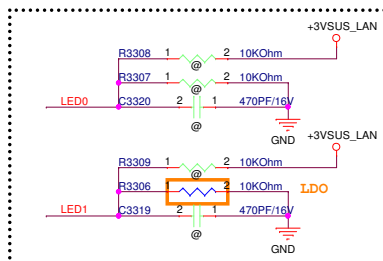 +3VSUS_LAN
R3308 1 2 10KOhm
@
R3307 1 2 10KOhm
@
LED0 C3320 2 1 470PF/16V
@
GND
+3VSUS_LAN
R3309 1 2 10KOhm
@
R3306 1 2 10KOhm LDO
LED1 C3319 2 1 470PF/16V
@
GND